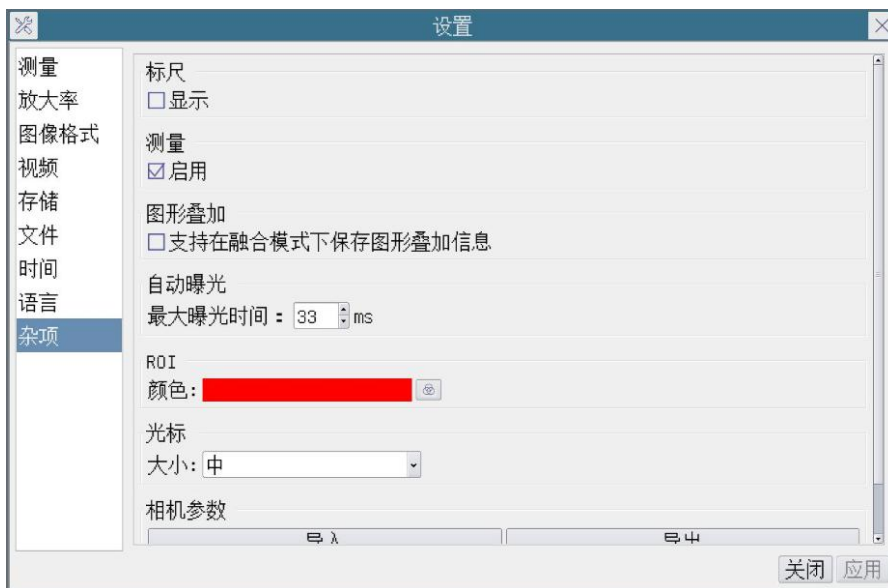 设置
测量
放大率
图像格式
视频
存储
文件
时间
语言
杂项
标尺
显示
测量
启用
图形叠加
支持在融合模式下保存图形叠加信息
自动曝光
最大曝光时间： 33 ms
ROI
颜色:
光标
大小: 中
相机参数
导入 导出
关闭 应用